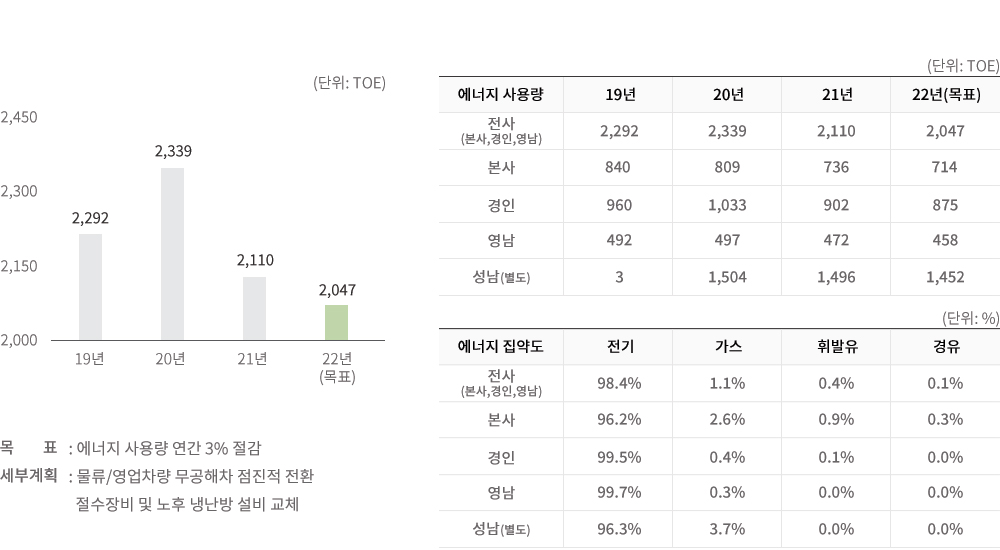 (단위: TOE)
2,450
2,300
2,150
2,000
2,292
2,339
2,110
2,047
19년 20년 21년 22년
(목표)
목 표 : 에너지 사용량 연간 3% 절감
세부계획 : 물류/영업차량 무공해차 점진적 전환
절수장비 및 노후 냉난방 설비 교체
(단위: TOE)
에너지 사용량 19년 20년 21년 22년(목표)
전사
(본사,경인,영남) 2,292 2,339 2,110 2,047
본사 840 809 736 714
경인 960 1,033 902 875
영남 492 497 472 458
성남(별도) 3 1,504 1,496 1,452
(단위: %)
에너지 집약도 전기 가스 휘발유 경유
전사
(본사,경인,영남) 98.4% 1.1% 0.4% 0.1%
본사 96.2% 2.6% 0.9% 0.3%
경인 99.5% 0.4% 0.1% 0.0%
영남 99.7% 0.3% 0.0% 0.0%
성남(별도) 96.3% 3.7% 0.0% 0.0%